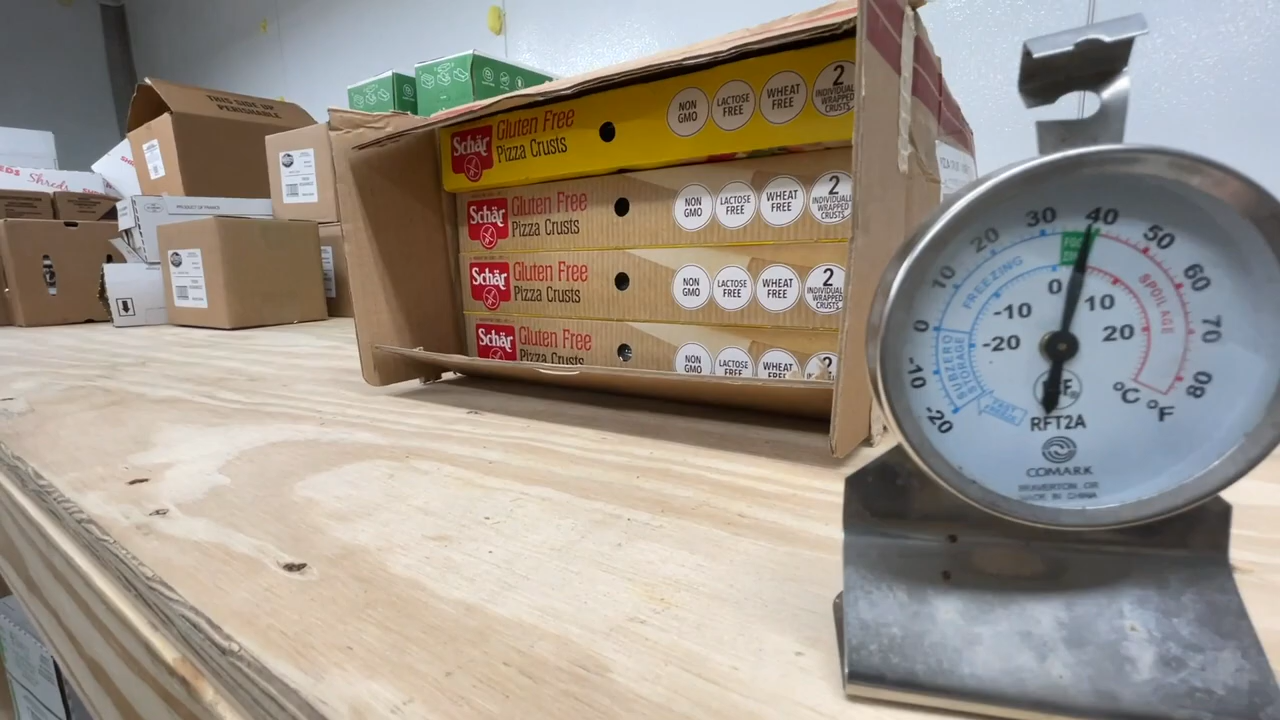 THIS SIDE UP
PERISHABLE
Shreds
PRODUCT OF FRANCE
Schär
Gluten Free
Pizza Crusts
NON
GMO
LACTOSE
FREE
WHEAT
FREE
2
INDIVIDUALLY
WRAPPED
CRUSTS
Schär
Gluten Free
Pizza Crusts
NON
GMO
LACTOSE
FREE
WHEAT
FREE
2
INDIVIDUALLY
WRAPPED
CRUSTS
Schär
Gluten Free
Pizza Crusts
NON
GMO
LACTOSE
FREE
WHEAT
FREE
2
INDIVIDUALLY
WRAPPED
CRUSTS
Schär
Gluten Free
Pizza Crusts
NON
GMO
LACTOSE
FREE
WHEAT
FREE
2
-20
-10
0
10
20
30
40
50
60
70
80
FREEZING
SPOILAGE
SUBZERO
STORAGE
-20
-10
0
10
20
°C °F
RFT2A
COMARK
BEAVERTON, OR
MADE IN CHINA